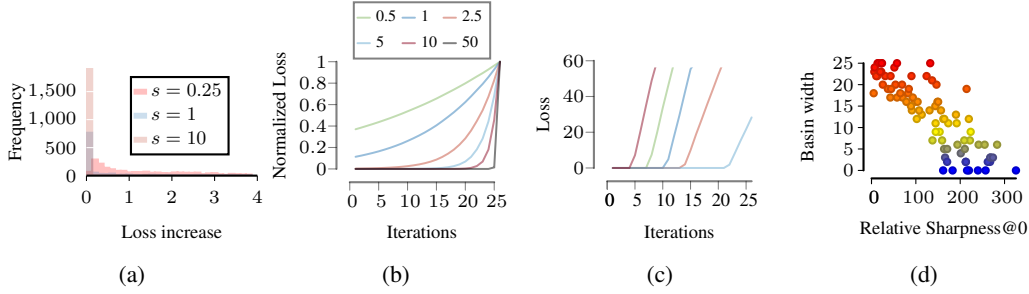 Frequency
1,500
1,000
500
0
0 1 2 3 4
s = 0.25
s = 1
s = 10
Loss increase
(a)
0.5 1 2.5
5 10 50
Normalized Loss
1
0.8
0.6
0.4
0.2
0
0 5 10 15 20 25
Iterations
(b)
Loss
60
40
20
0
0 5 10 15 20 25
Iterations
(c)
Basin width
25
20
15
10
5
0
0 100 200 300
Relative Sharpness@0
(d)